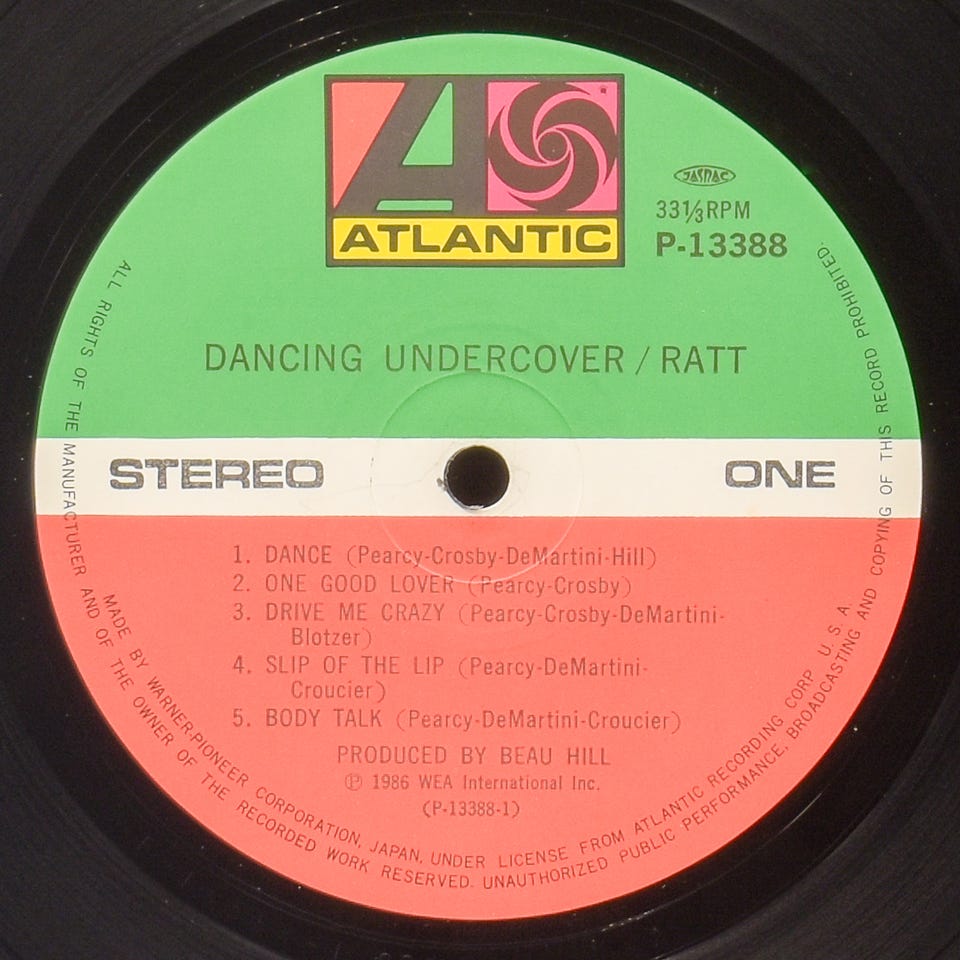 ATLANTIC
JASRAC
33 1/3 RPM
P-13388
DANCING UNDERCOVER / RATT
STEREO
ONE
1. DANCE (Pearcy-Crosby-DeMartini-Hill)
2. ONE GOOD LOVER (Pearcy-Crosby)
3. DRIVE ME CRAZY (Pearcy-Crosby-DeMartini-
Blotzer)
4. SLIP OF THE LIP (Pearcy-DeMartini-
Croucier)
5. BODY TALK (Pearcy-DeMartini-Croucier)
PRODUCED BY BEAU HILL
℗ 1986 WEA International Inc.
(P-13388-1)
MADE BY WARNER-PIONEER CORPORATION, JAPAN, UNDER LICENSE FROM ATLANTIC RECORDING CORP U. S. A.
ALL RIGHTS OF THE MANUFACTURER AND OF THE OWNER OF THE RECORDED WORK RESERVED. UNAUTHORIZED PUBLIC PERFORMANCE, BROADCASTING AND COPYING OF THIS RECORD PROHIBITED.